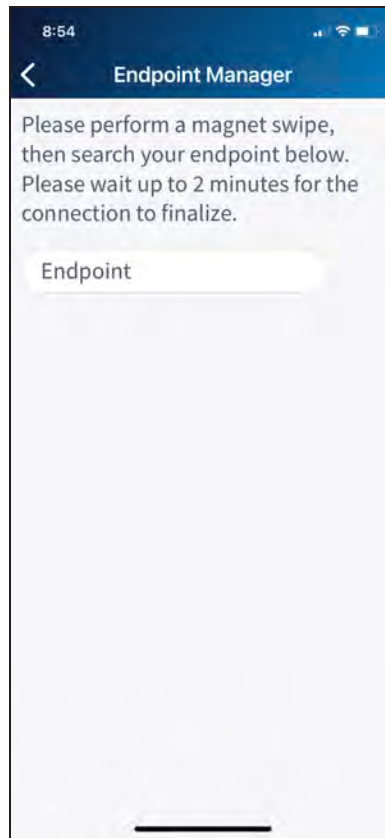 8:54
Endpoint Manager
Please perform a magnet swipe,
then search your endpoint below.
Please wait up to 2 minutes for the
connection to finalize.
Endpoint